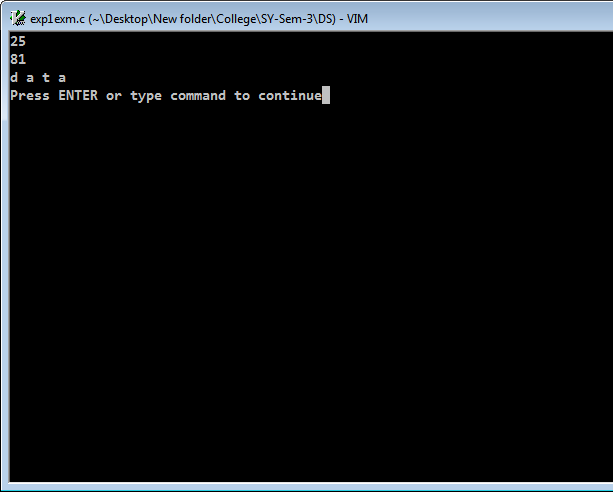 exp1exm.c (~\Desktop\New folder\College\SY-Sem-3\DS) - VIM
25
81
d a t a
Press ENTER or type command to continue